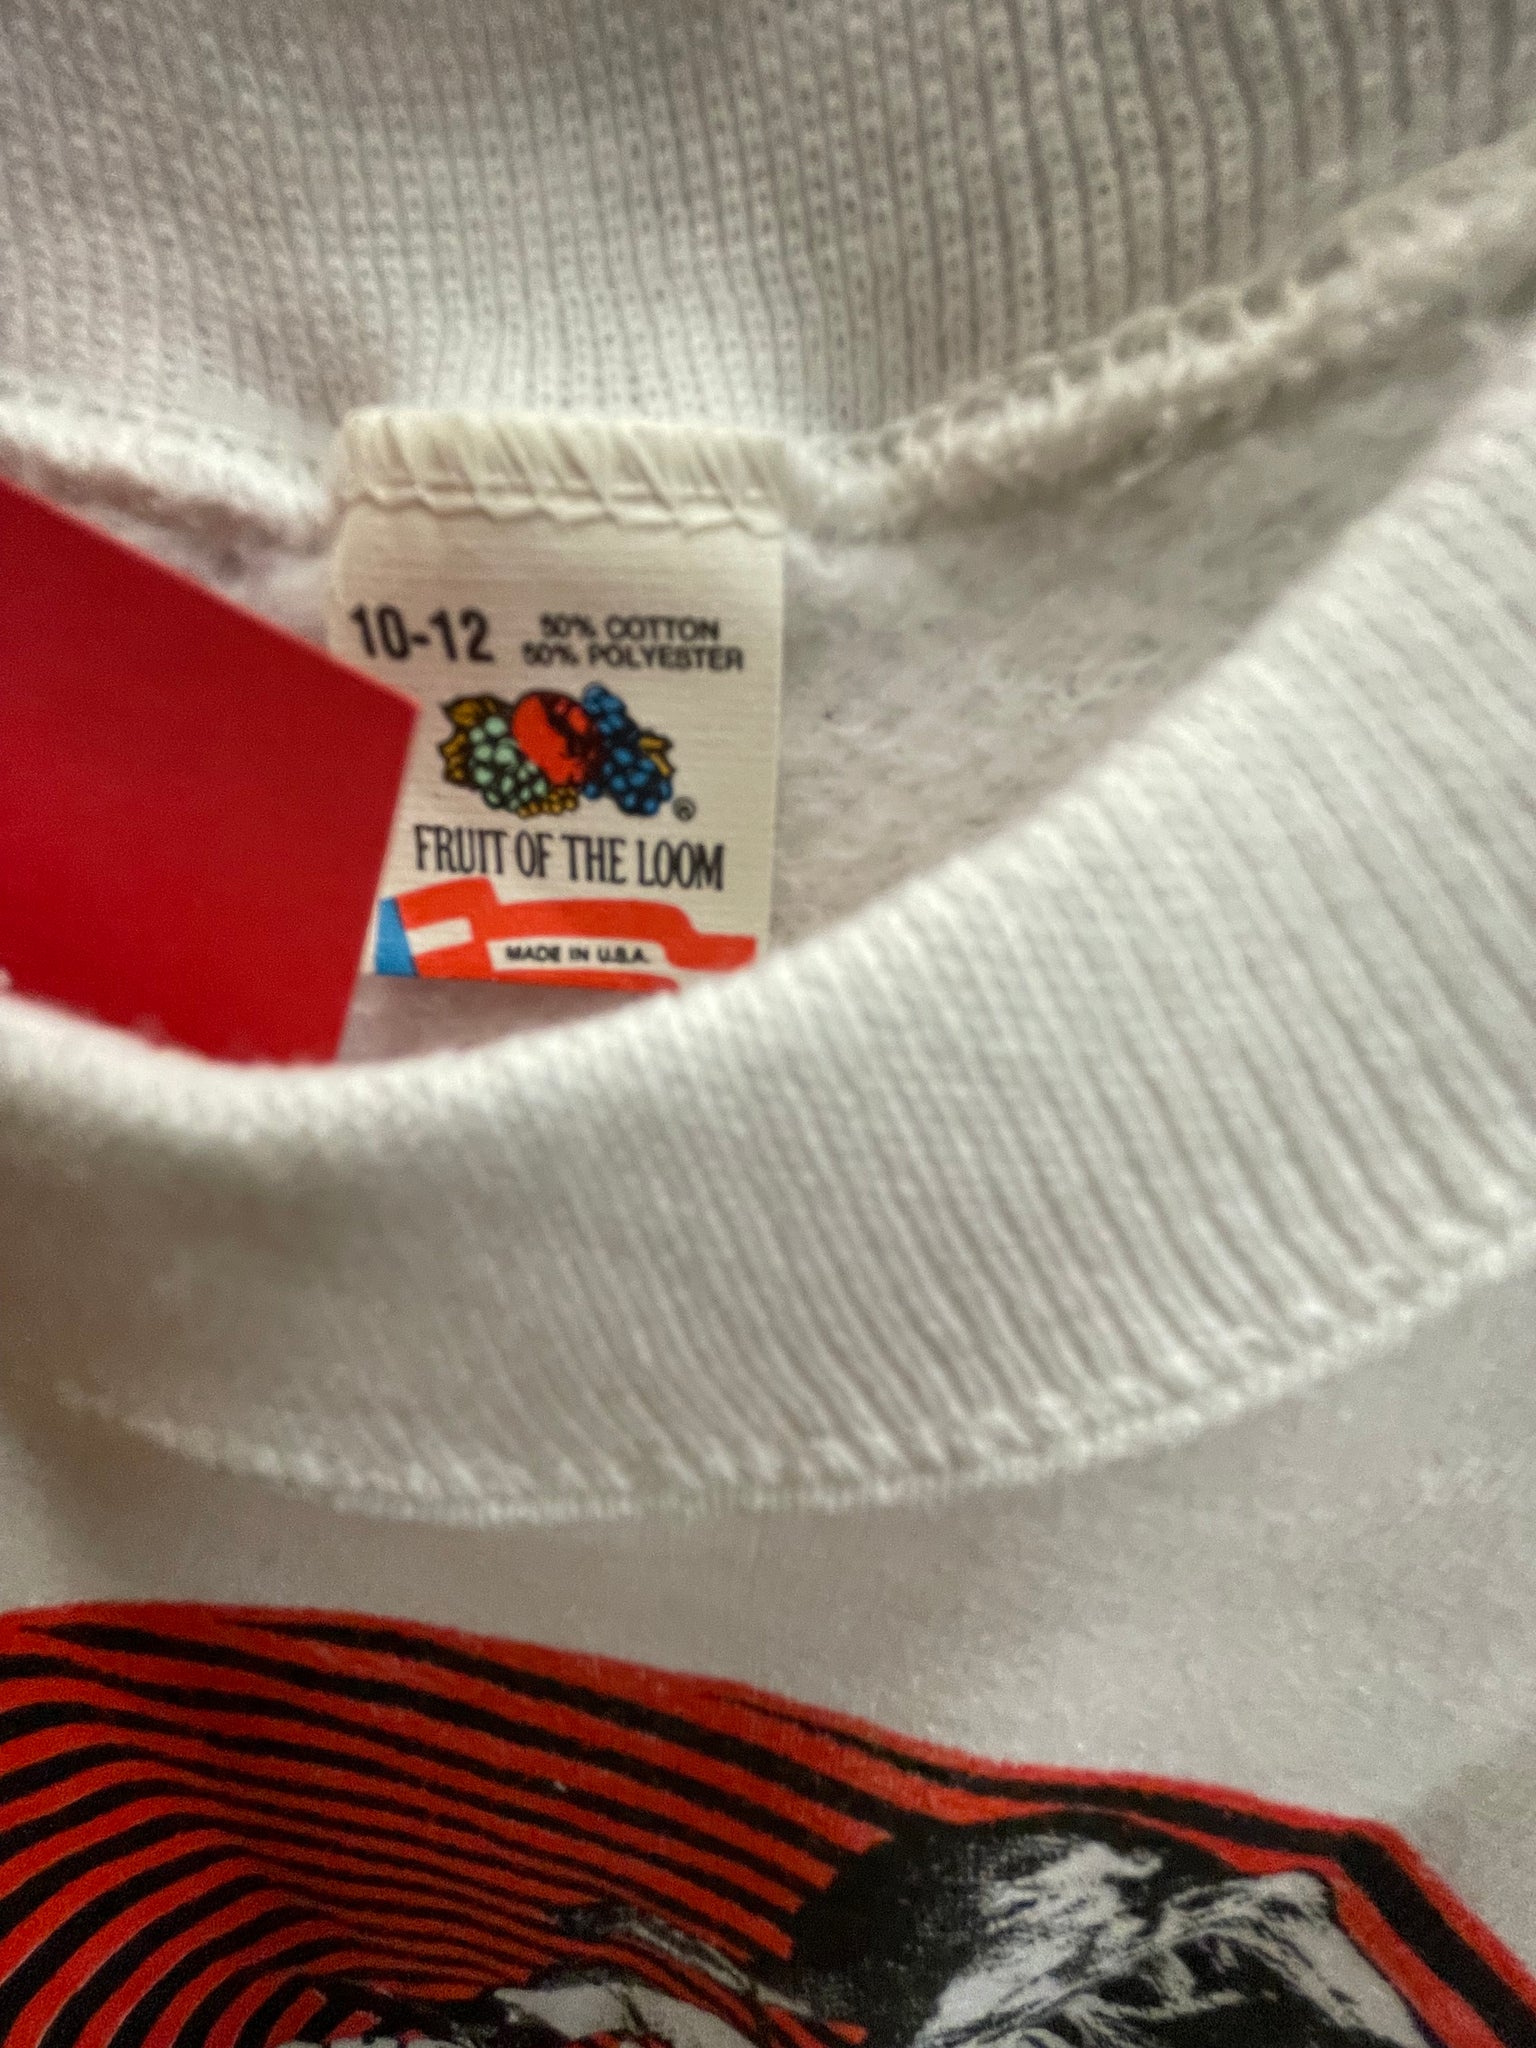 10-12
50% COTTON
50% POLYESTER
®
FRUIT OF THE LOOM
MADE IN U.S.A.